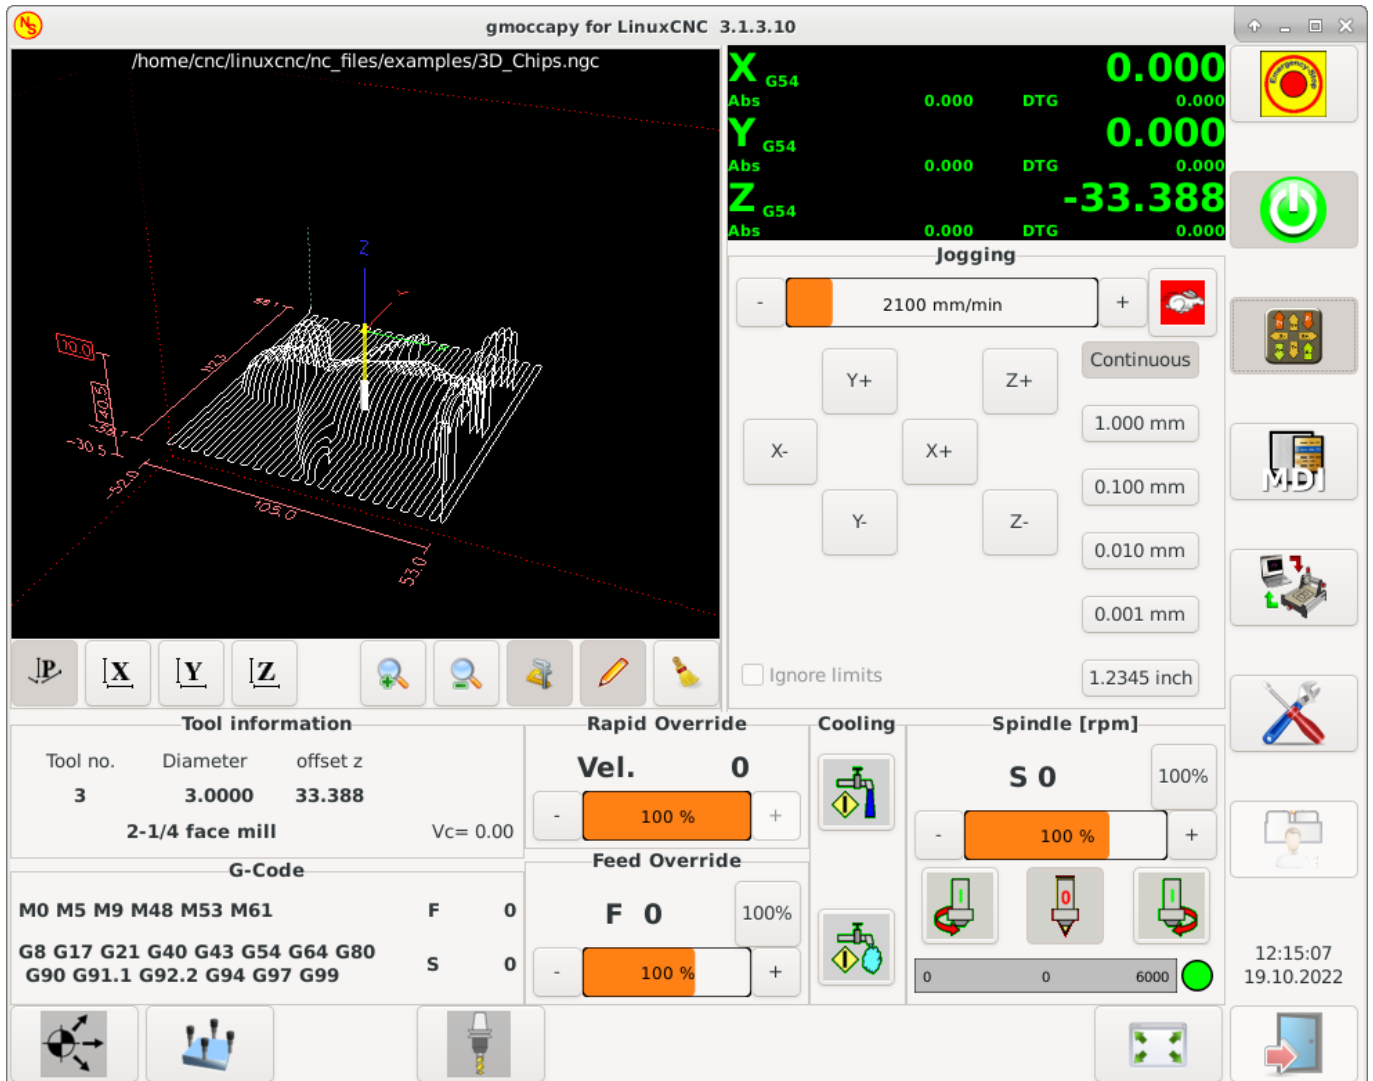 gmoccapy for LinuxCNC 3.1.3.10
/home/cnc/linuxcnc/nc_files/examples/3D_Chips.ngc
Z
10.0
40.5
-30.5
-52.0
105.0
53.0
X G54 0.000
Abs 0.000 DTG 0.000
Y G54 0.000
Abs 0.000 DTG 0.000
Z G54 -33.388
Abs 0.000 DTG 0.000
Jogging
- 2100 mm/min +
Y+ Z+
X- X+
Y- Z-
Continuous
1.000 mm
0.100 mm
0.010 mm
0.001 mm
1.2345 inch
Ignore limits
Emergency-Stop
MDI
P X Y Z
Tool information
Tool no. Diameter offset z
3 3.0000 33.388
2-1/4 face mill Vc= 0.00
G-Code
M0 M5 M9 M48 M53 M61 F 0
G8 G17 G21 G40 G43 G54 G64 G80
G90 G91.1 G92.2 G94 G97 G99
S 0
Rapid Override
Vel. 0
- 100 % +
Feed Override
F 0 100%
- 100 % +
Cooling
Spindle [rpm]
S 0 100%
- 100 % +
I 0 I
0 0 6000
12:15:07
19.10.2022